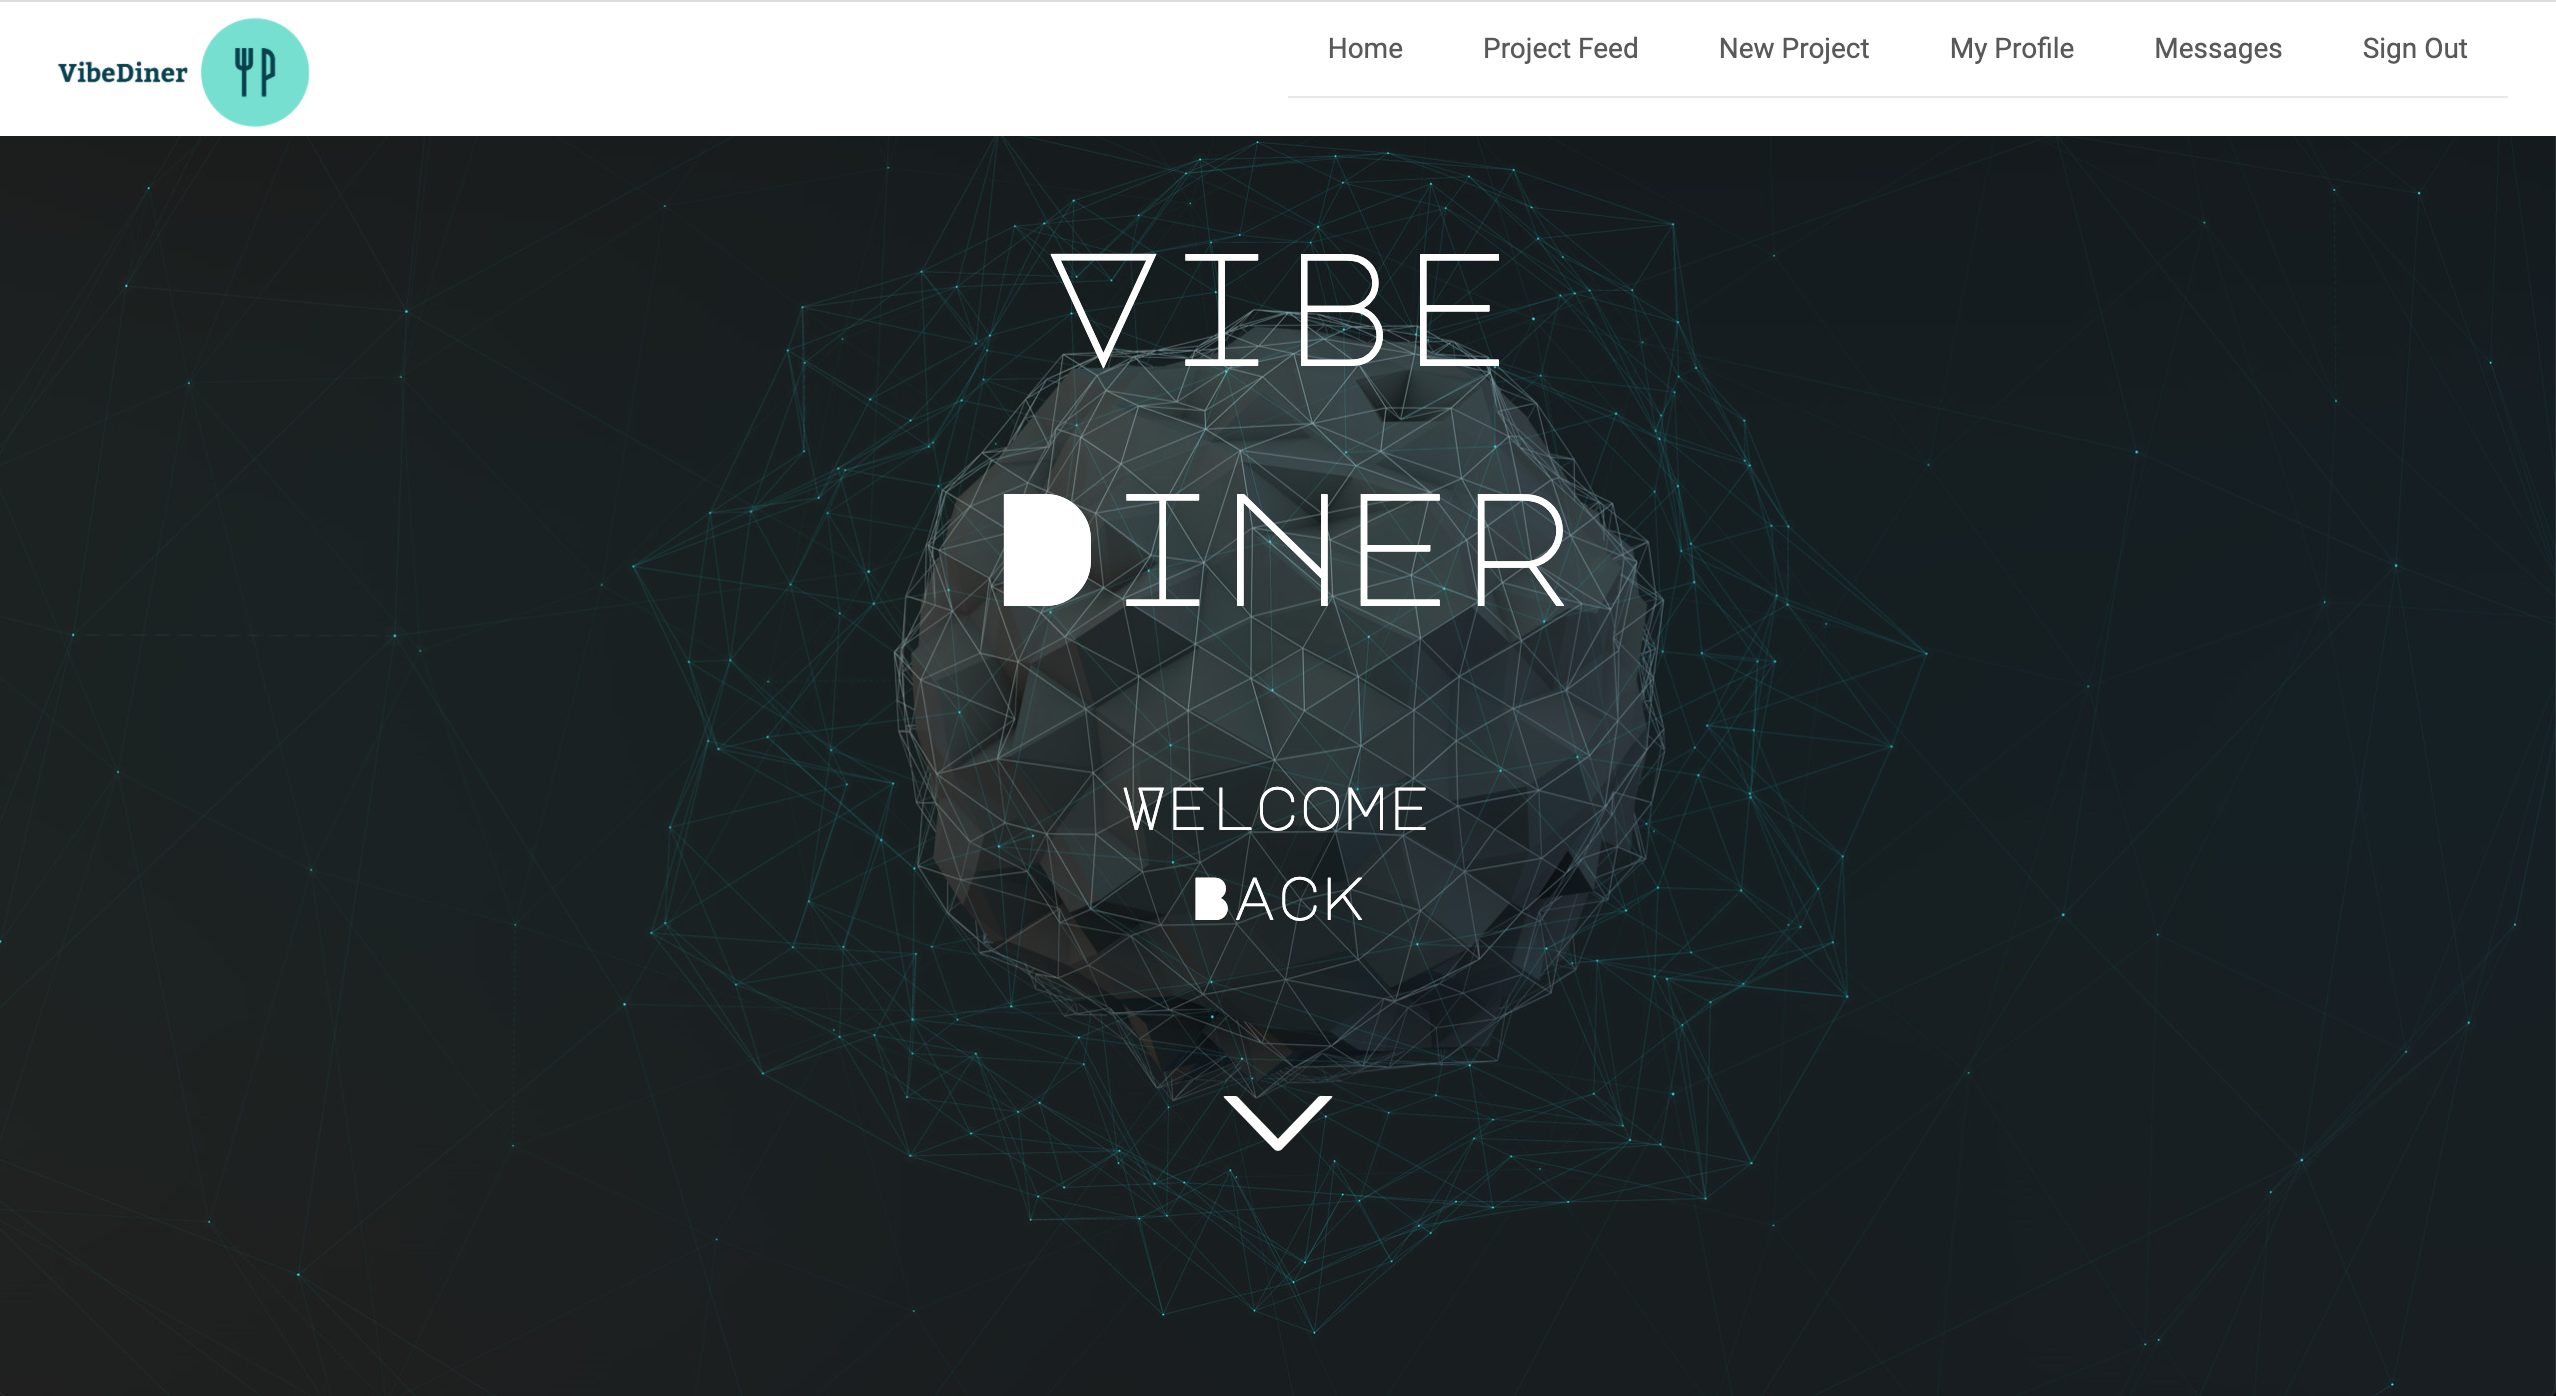 VibeDiner
Home Project Feed New Project My Profile Messages Sign Out
VIBE
DINER
WELCOME
BACK